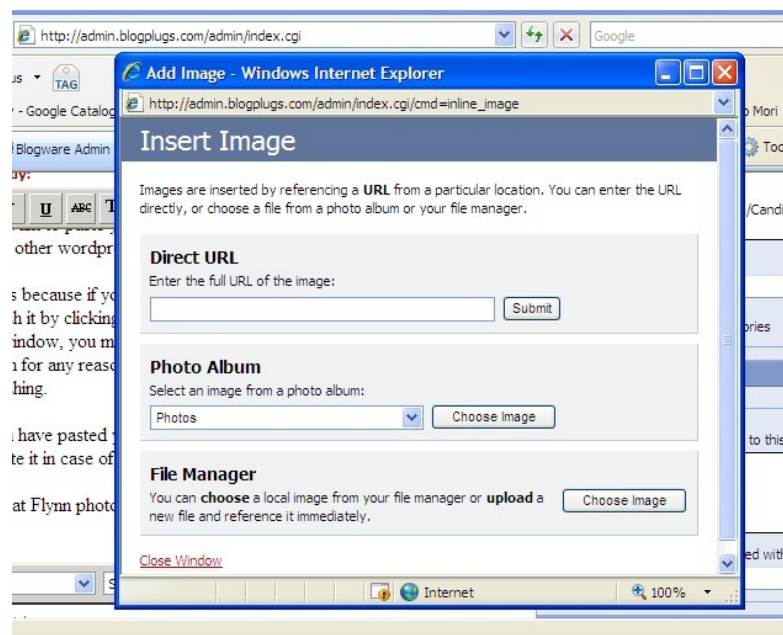 http://admin.blogplugs.com/admin/index.cgi
Google
us
TAG
Add Image - Windows Internet Explorer
- Google Catalog
http://admin.blogplugs.com/admin/index.cgi/cmd=inline_image
Mori
Blogware Admin
Insert Image
Too
Images are inserted by referencing a URL from a particular location. You can enter the URL
directly, or choose a file from a photo album or your file manager.
U ABC T
/Candi
other wordpr
Direct URL
Enter the full URL of the image:
s because if yo
Submit
h it by clicking
indow, you m
ories
n for any reaso
Photo Album
hing.
Select an image from a photo album:
Photos
Choose Image
have pasted
to this
te it in case of
File Manager
You can choose a local image from your file manager or upload a
new file and reference it immediately.
Choose Image
at Flynn photo
Close Window
ed with
S
Internet
100%